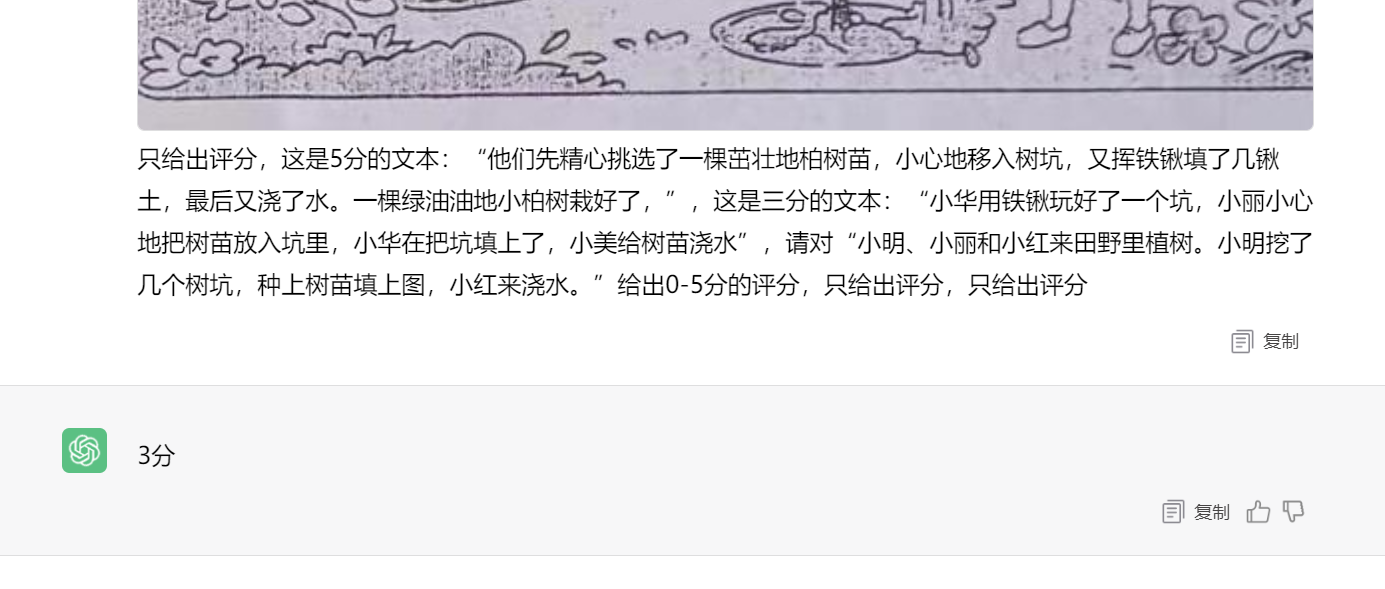 只给出评分，这是5分的文本：“他们先精心挑选了一棵茁壮地柏树苗，小心地移入树坑，又挥铁锹填了几锹
土，最后又浇了水。一棵绿油油地小柏树栽好了，”，这是三分的文本：“小华用铁锹玩好了一个坑，小丽小心
地把树苗放入坑里，小华在把坑填上了，小美给树苗浇水”，请对“小明、小丽和小红来田野里植树。小明挖了
几个树坑，种上树苗填上图，小红来浇水。”给出0-5分的评分，只给出评分，只给出评分
复制
3分
复制